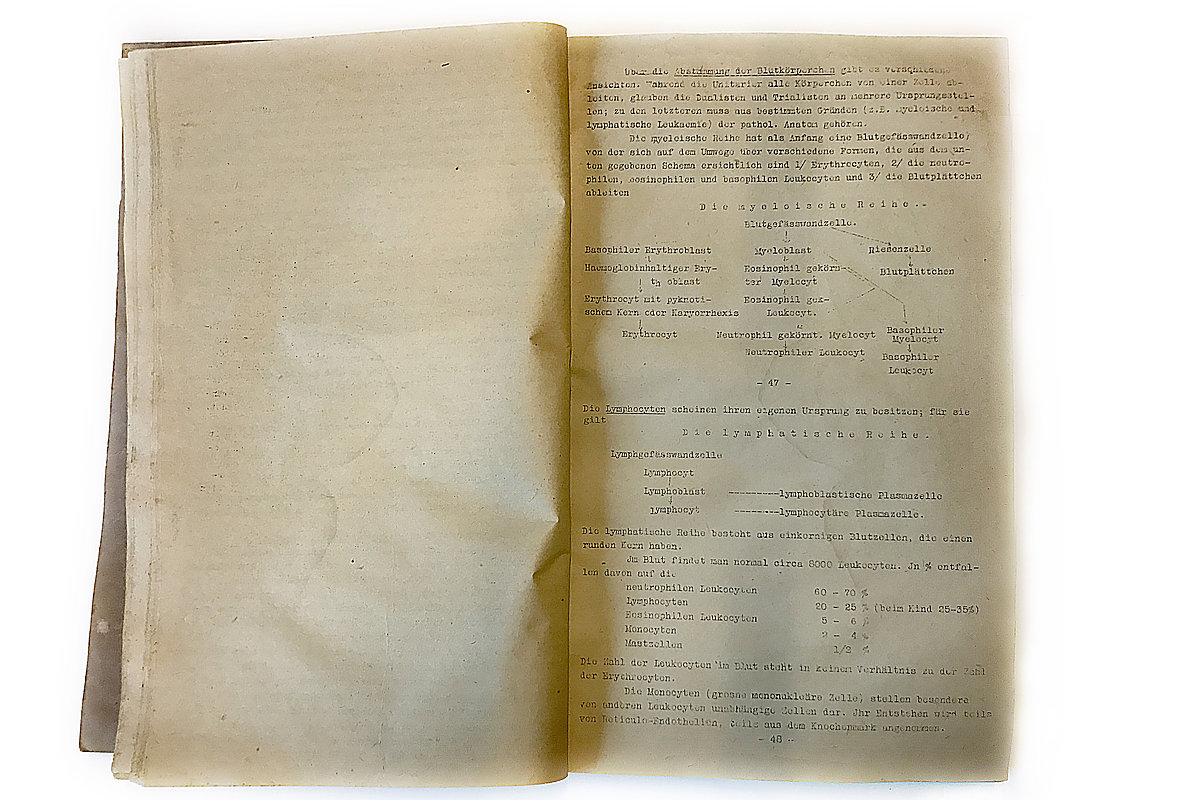 Über die Abstammung der Blutkörperchen gibt es verschiedene
Ansichten. Während die Unitarier alle Körperchen von einer Zelle ab-
leiten, glauben die Dualisten und Trialisten an mehrere Ursprungsstel-
len; zu den letzteren muss aus bestimmten Gründen (z.B. myeloische und
lymphatische Leukaemie) der pathol. Anatom gehören.
Die myeloische Reihe hat als Anfang eine Blutgefässwandzelle,
von der sich auf dem Umwege über verschiedene Formen, die aus dem un-
ten gegebenen Schema ersichtlich sind 1/ Erythrocyten, 2/ die neutro-
philen, eosinophilen und basophilen Leukocyten und 3/ die Blutplättchen
ableiten
Die myeloische Reihe.-
Blutgefässwandzelle.
Basophiler Erythroblast Myeloblast Riesenzelle
Haemoglobinhaltiger Ery- Eosinophil gekörn- Blutplättchen
th oblast ter Myelocyt
Erythrocyt mit pyknoti- Eosinophil gek-
schem Kern oder Karyorrhexis Leukocyt.
Erythrocyt Neutrophil gekörnt. Myelocyt Basophiler
Myelocyt
Neutrophiler Leukocyt Basophiler
Leukocyt
- 47 -
Die Lymphocyten scheinen ihren eigenen Ursprung zu besitzen; für sie
gilt
Die lymphatische Reihe.
Lymphgefässwandzelle
Lymphocyt
Lymphoblast ---------lymphoblastische Plasmazelle
lymphocyt --------lymphocytäre Plasmazelle.
Die lymphatische Reihe besteht aus einkernigen Blutzellen, die einen
runden Kern haben.
Jm Blut findet man normal circa 8000 Leukocyten. Jn % entfal-
len davon auf die
neutrophilen Leukocyten 60 - 70 %
Lymphocyten 20 - 25 % (beim Kind 25-35%)
Eosinophilen Leukocyten 5 - 6 %
Monocyten 2 - 4 %
Mastzellen 1/2 %
Die Zahl der Leukocyten im Blut steht in keinem Verhältnis zu der Zahl
der Erythrocyten.
Die Monocyten (grosse mononukleäre Zelle) stellen besondere
von anderen Leukocyten unabhängige Zellen dar. Jhr Entstehen wird teils
von Reticulo-Endothelien, teils aus dem Knochenmark angenommen.
- 48 -